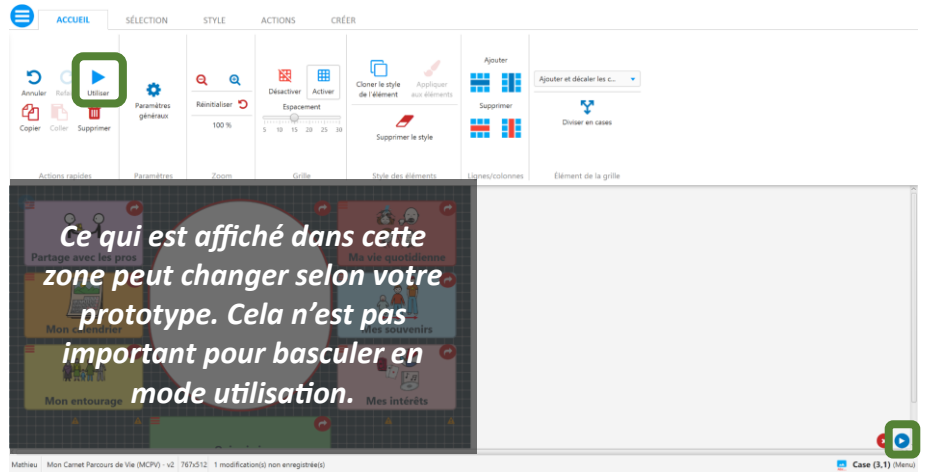 ACCUEIL SÉLECTION STYLE ACTIONS CRÉER
Annuler Refaire Utiliser
Copier Coller Supprimer
Actions rapides
Paramètres
généraux
Paramètres
Réinitialiser
100 %
Zoom
Désactiver Activer
Espacement
5 10 15 20 25 30
Grille
Cloner le style
de l'élément
Appliquer
aux éléments
Supprimer le style
Style des éléments
Ajouter
Supprimer
Lignes/colonnes
Ajouter et décaler les c...
Diviser en cases
Élément de la grille
Partage avec les pros
Ma vie quotidienne
Mon calendrier
Mes souvenirs
Mon entourage
Mes intérêts
Ce qui est affiché dans cette
zone peut changer selon votre
prototype. Cela n'est pas
important pour basculer en
mode utilisation.
Mathieu Mon Carnet Parcours de Vie (MCPV) - v2 767x512 1 modification(s) non enregistrée(s)
Case (3,1) (Menu)